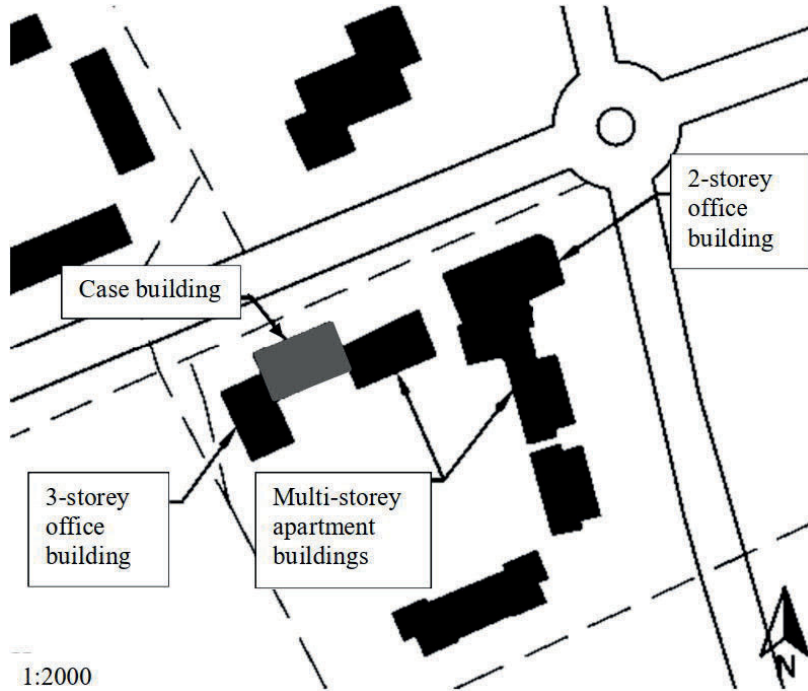 2-storey
office
building
Case building
3-storey
office
building
Multi-storey
apartment
buildings
N
1:2000